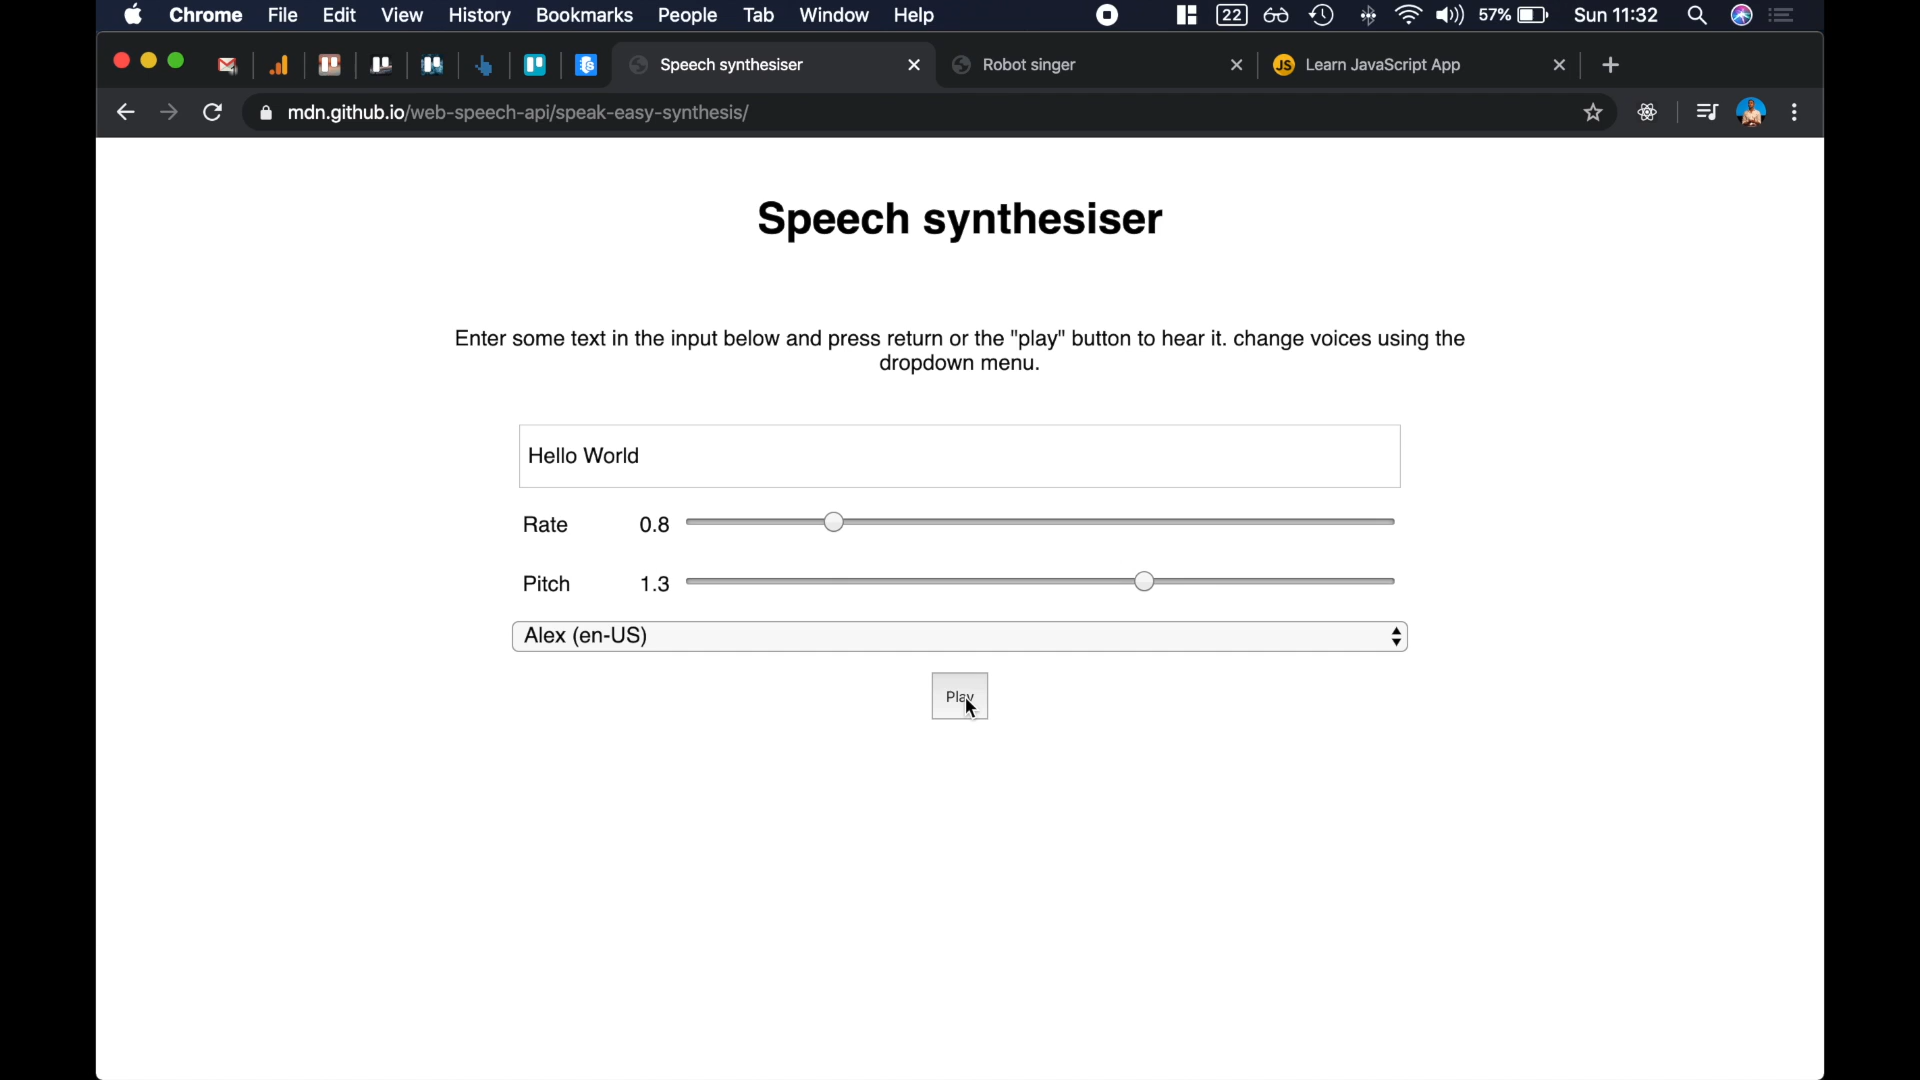 Chrome File Edit View History Bookmarks People Tab Window Help 22 57% Sun 11:32
Speech synthesiser Robot singer JS Learn JavaScript App
mdn.github.io/web-speech-api/speak-easy-synthesis/
Speech synthesiser
Enter some text in the input below and press return or the "play" button to hear it. change voices using the
dropdown menu.
Hello World
Rate 0.8
Pitch 1.3
Alex (en-US)
Play